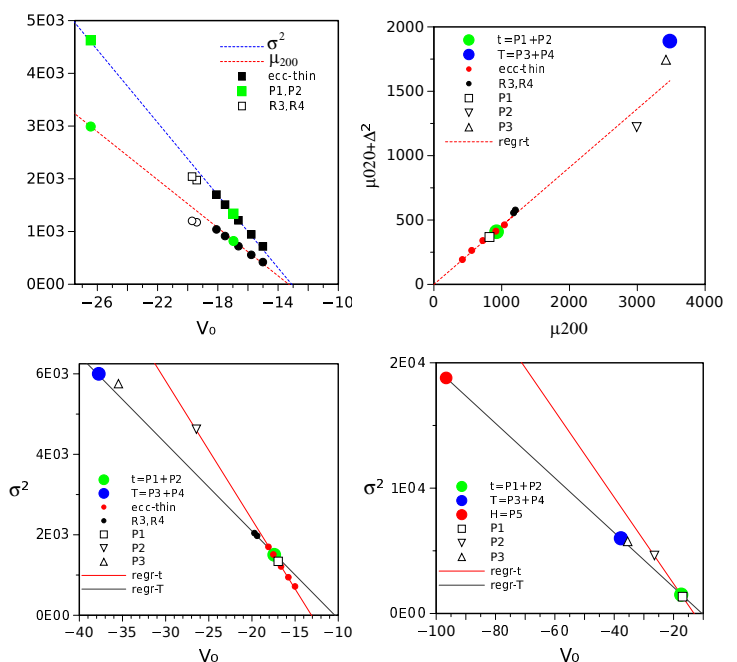 5E03
4E03
3E03
2E03
1E03
0E00
−26
−22
−18
−14
−10
V₀
σ²
μ₂₀₀
ecc-thin
P1,P2
R3,R4
2000
1500
1000
500
0
0
1000
2000
3000
4000
μ020+Δ²
μ200
t=P1+P2
T=P3+P4
ecc-thin
R3,R4
P1
P2
P3
regr-t
6E03
4E03
2E03
0E00
−40
−35
−30
−25
−20
−15
−10
σ²
V₀
t=P1+P2
T=P3+P4
ecc-thin
R3,R4
P1
P2
P3
regr-t
regr-T
2E04
1E04
0E00
−100
−80
−60
−40
−20
σ²
V₀
t=P1+P2
T=P3+P4
H=P5
P1
P2
P3
regr-t
regr-T